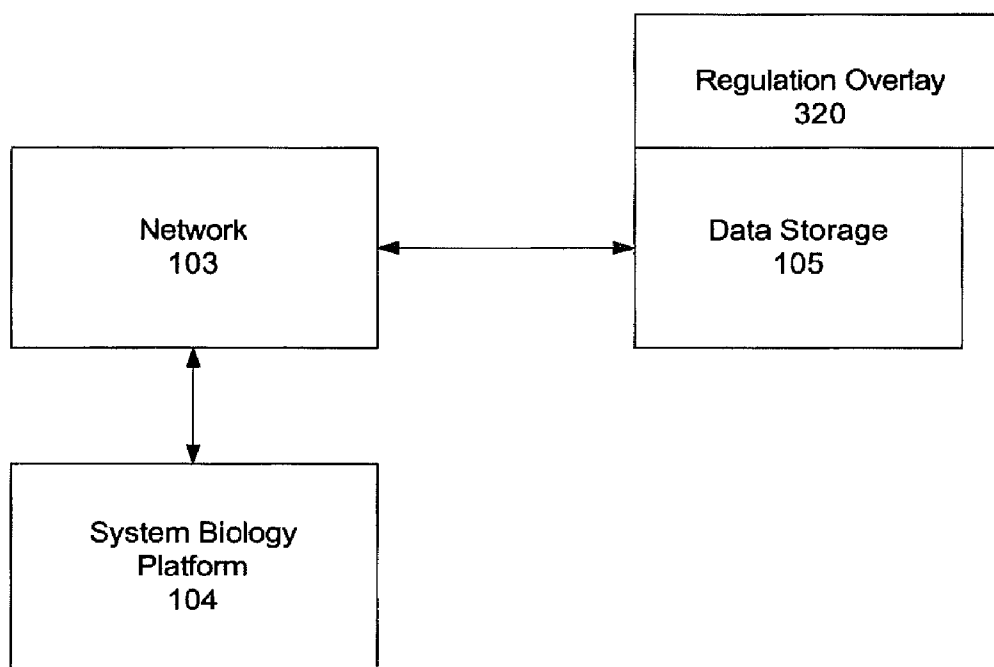 Regulation Overlay
320
Network
103
Data Storage
105
System Biology
Platform
104